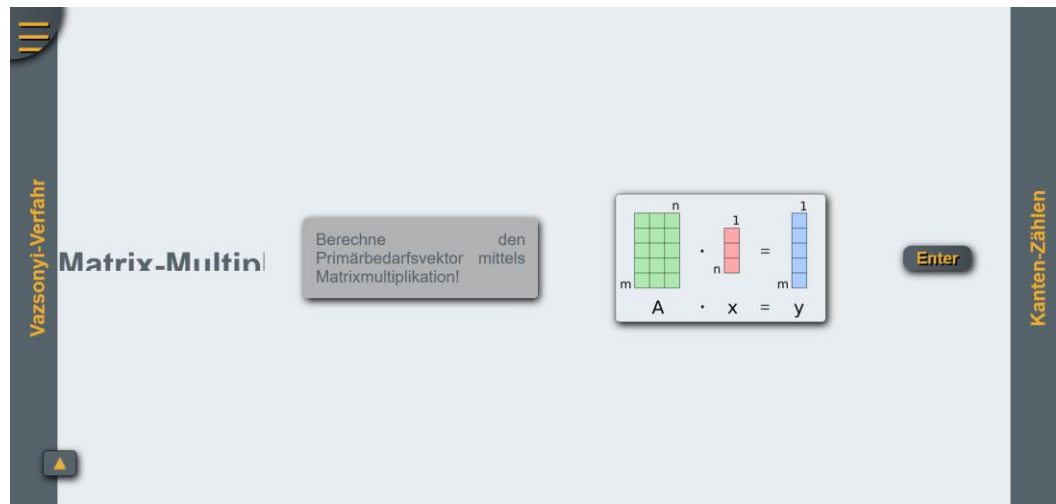 Vazsonyi-Verfahr
Matrix-Multipl
Berechne den
Primärbedarfsvektor mittels
Matrixmultiplikation!
n
1
1
· =
n
m
m
A · x = y
Enter
Kanten-Zählen